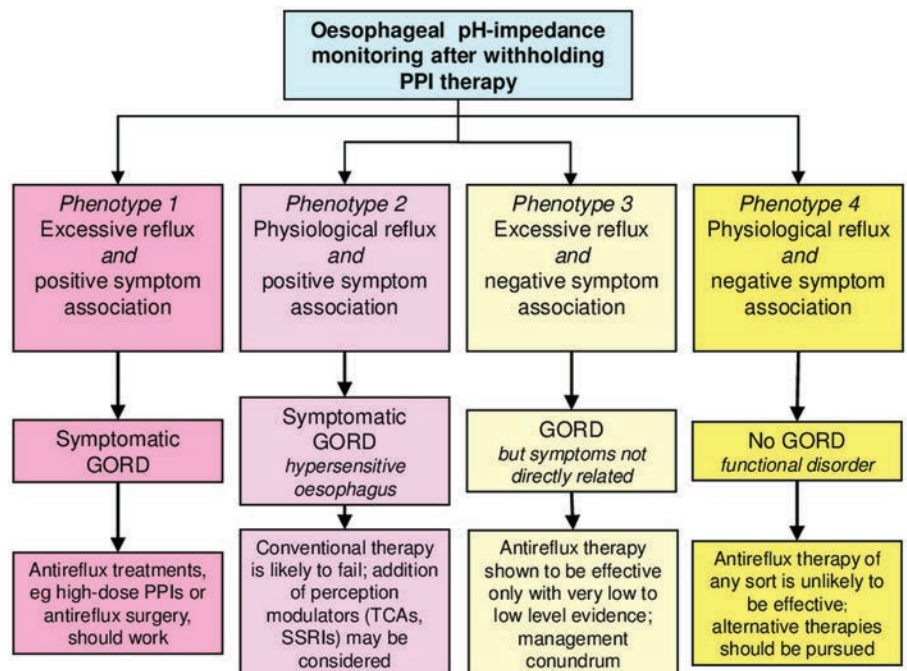 Oesophageal pH-impedance
monitoring after withholding
PPI therapy
Phenotype 1
Excessive reflux
and
positive symptom
association
Symptomatic
GORD
Antireflux treatments,
eg high-dose PPIs or
antireflux surgery,
should work
Phenotype 2
Physiological reflux
and
positive symptom
association
Symptomatic
GORD
hypersensitive
oesophagus
Conventional therapy
is likely to fail; addition
of perception
modulators (TCAs,
SSRIs) may be
considered
Phenotype 3
Excessive reflux
and
negative symptom
association
GORD
but symptoms not
directly related
Antireflux therapy
shown to be effective
only with very low to
low level evidence;
management
conundrum
Phenotype 4
Physiological reflux
and
negative symptom
association
No GORD
functional disorder
Antireflux therapy of
any sort is unlikely to
be effective;
alternative therapies
should be pursued